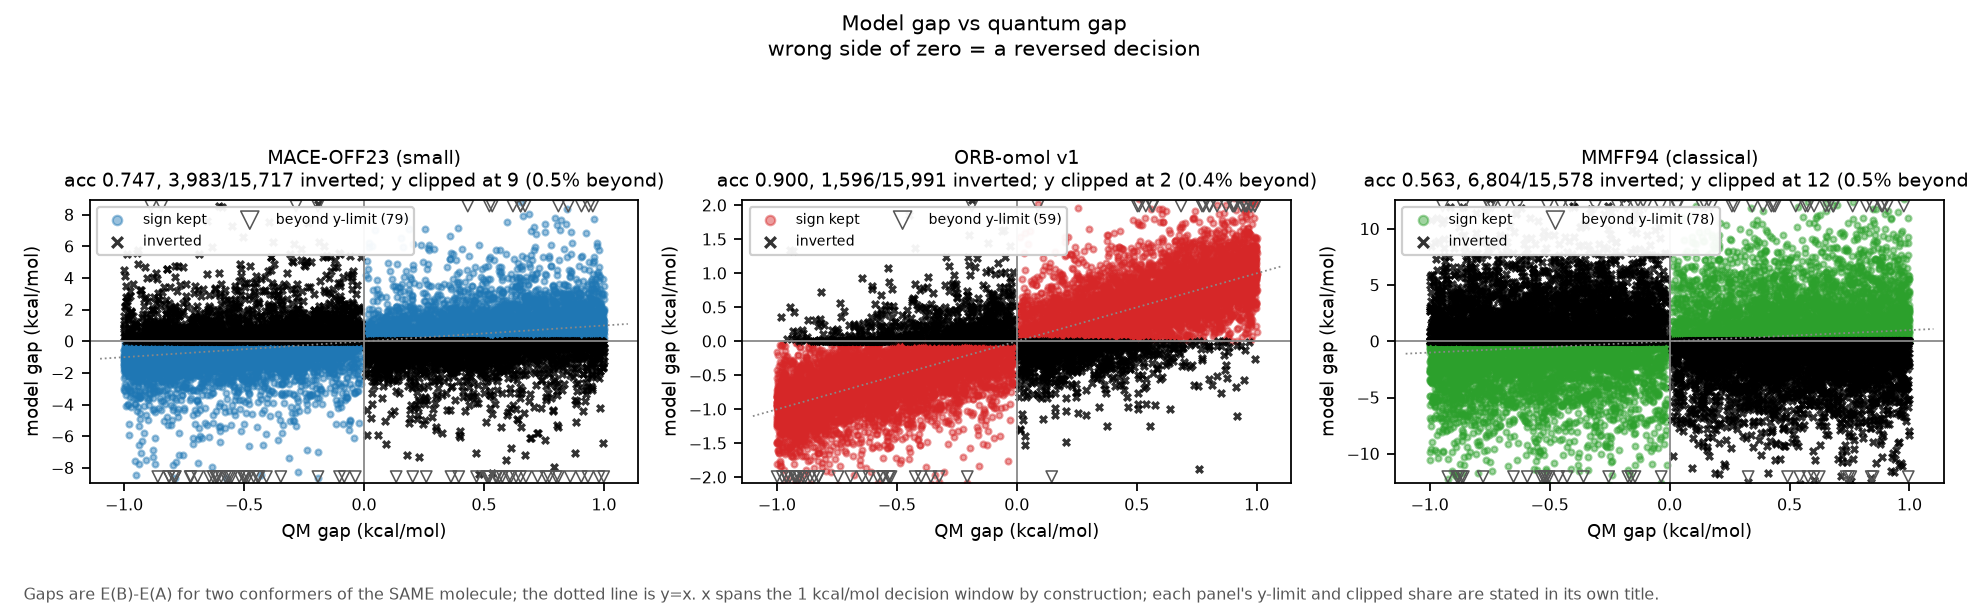 Model gap vs quantum gap
wrong side of zero = a reversed decision
MACE-OFF23 (small)
acc 0.747, 3,983/15,717 inverted; y clipped at 9 (0.5% beyond)
sign kept
inverted
beyond y-limit (79)
8
6
4
2
0
−2
−4
−6
−8
model gap (kcal/mol)
−1.0 −0.5 0.0 0.5 1.0
QM gap (kcal/mol)
ORB-omol v1
acc 0.900, 1,596/15,991 inverted; y clipped at 2 (0.4% beyond)
sign kept
inverted
beyond y-limit (59)
2.0
1.5
1.0
0.5
0.0
−0.5
−1.0
−1.5
−2.0
model gap (kcal/mol)
−1.0 −0.5 0.0 0.5 1.0
QM gap (kcal/mol)
MMFF94 (classical)
acc 0.563, 6,804/15,578 inverted; y clipped at 12 (0.5% beyond
sign kept
inverted
beyond y-limit (78)
10
5
0
−5
−10
model gap (kcal/mol)
−1.0 −0.5 0.0 0.5 1.0
QM gap (kcal/mol)
Gaps are E(B)-E(A) for two conformers of the SAME molecule; the dotted line is y=x. x spans the 1 kcal/mol decision window by construction; each panel's y-limit and clipped share are stated in its own title.